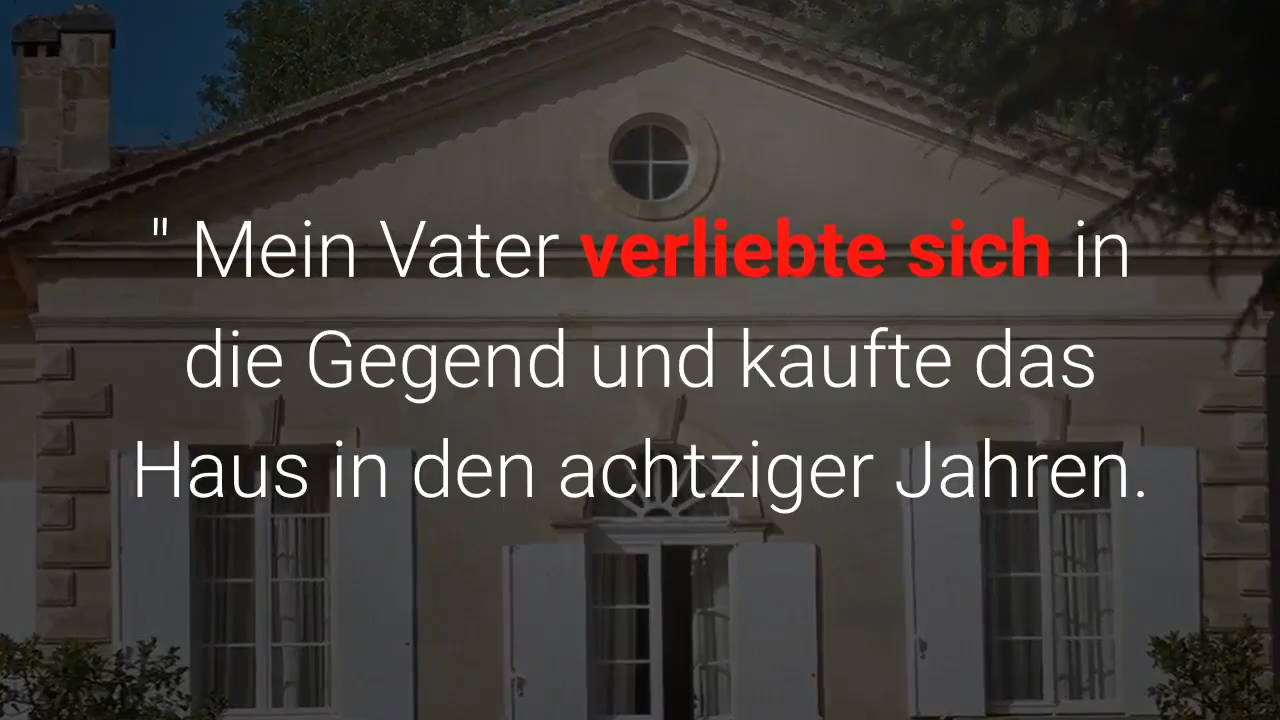 " Mein Vater verliebte sich in
die Gegend und kaufte das
Haus in den achtziger Jahren.